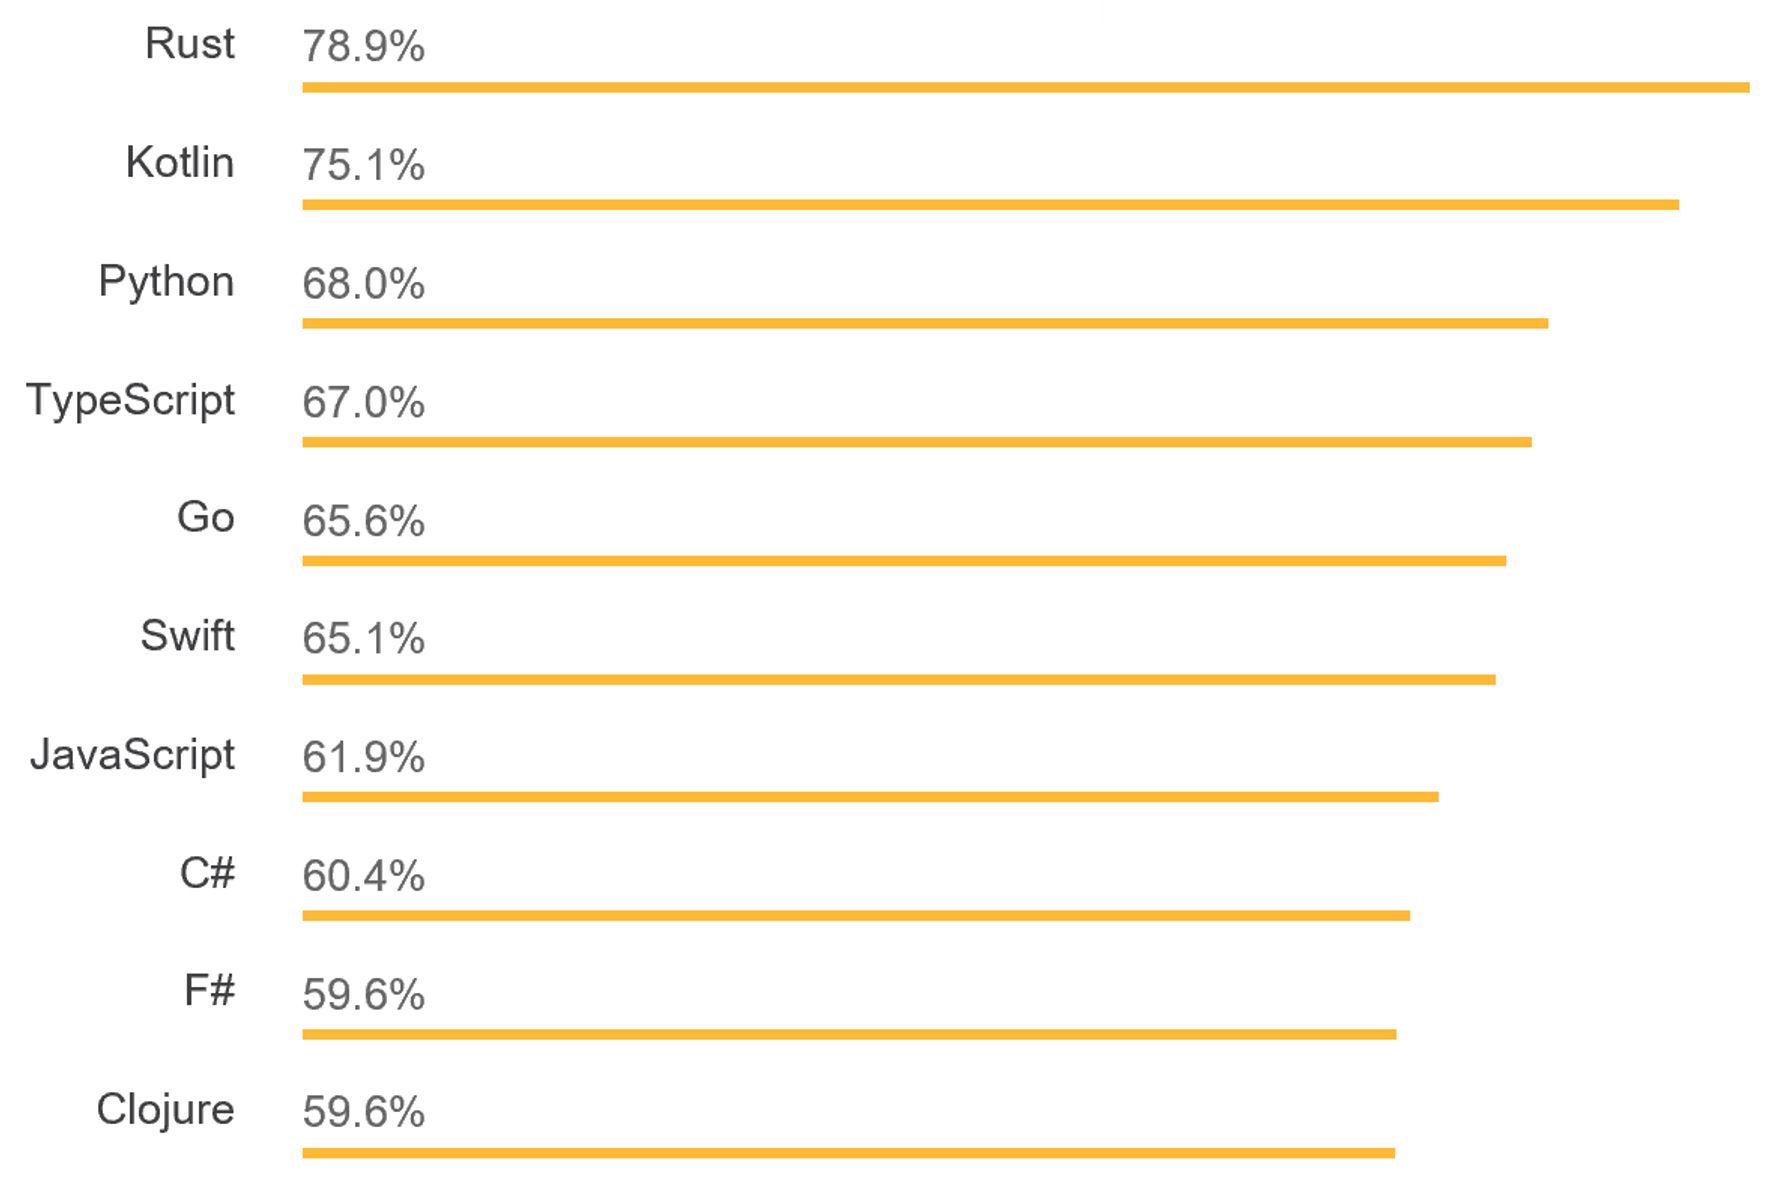 Rust 78.9%
Kotlin 75.1%
Python 68.0%
TypeScript 67.0%
Go 65.6%
Swift 65.1%
JavaScript 61.9%
C# 60.4%
F# 59.6%
Clojure 59.6%